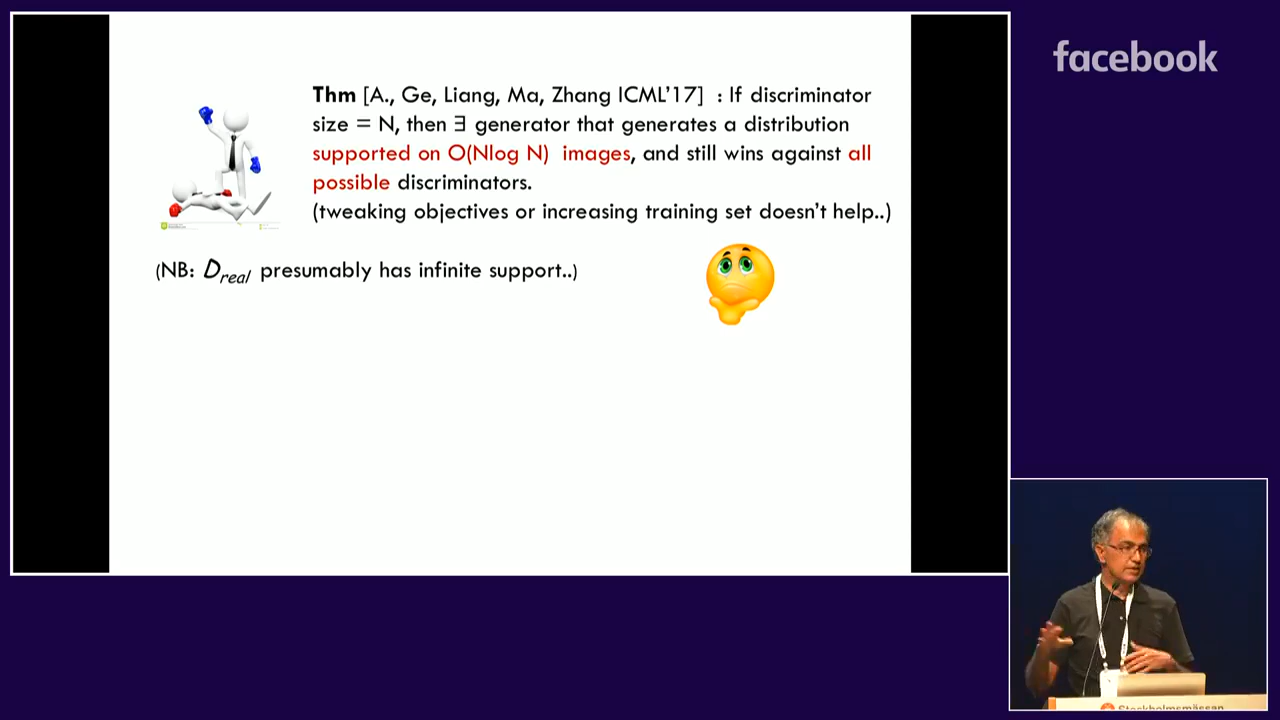 facebook
Thm [A., Ge, Liang, Ma, Zhang ICML'17] : If discriminator
size = N, then ∃ generator that generates a distribution
supported on O(Nlog N) images, and still wins against all
possible discriminators.
(tweaking objectives or increasing training set doesn't help..)
(NB: D_real presumably has infinite support..)
Stockholmsmässan